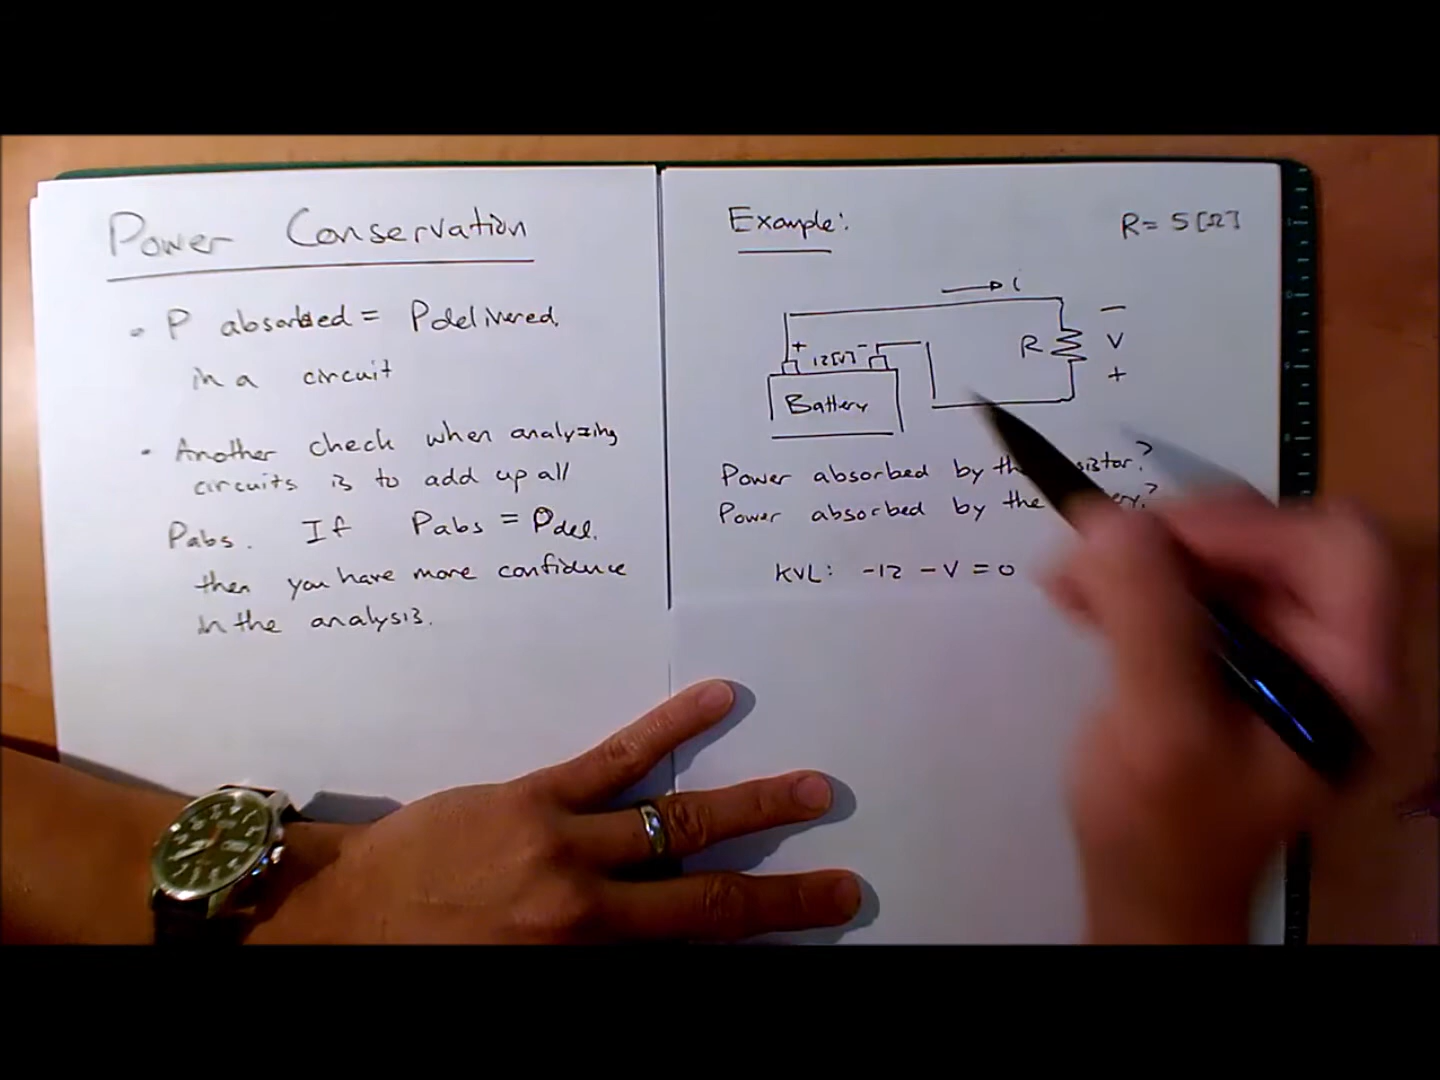 Power Conservation
• P absorbed = Pdelivered.
in a circuit
• Another check when analyzing
circuits is to add up all
Pabs. If Pabs = Pdel.
then you have more confidence
in the analysis.
Example:
R = 5 [Ω]
i
+ 12[V] -
Battery
R
-
V
+
Power absorbed by the resistor?
Power absorbed by the battery?
KVL: -12 - V = 0